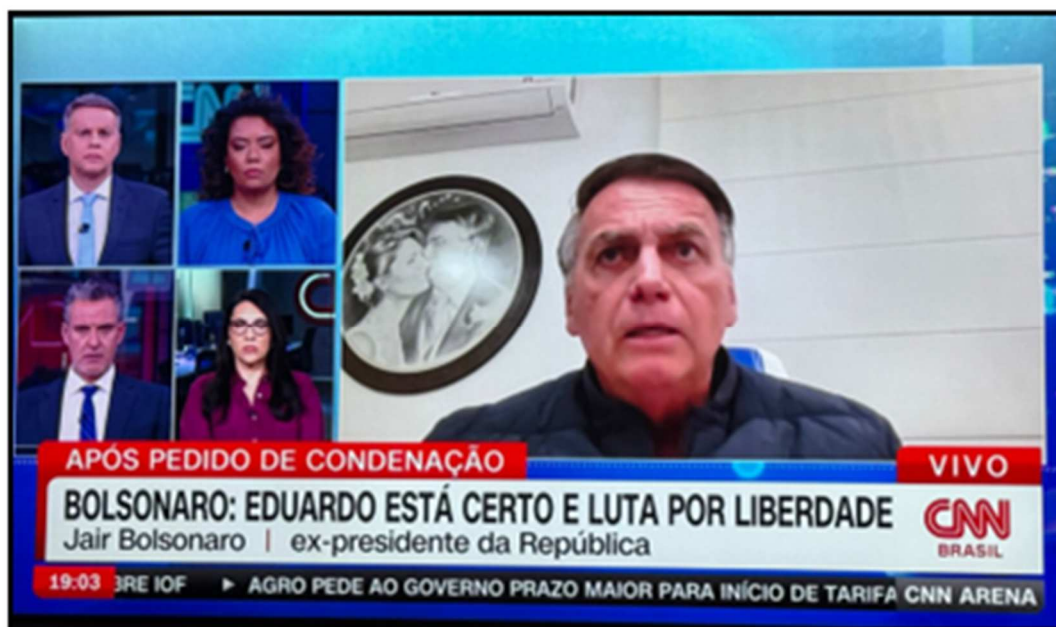 APÓS PEDIDO DE CONDENAÇÃO
VIVO
BOLSONARO: EDUARDO ESTÁ CERTO E LUTA POR LIBERDADE
Jair Bolsonaro | ex-presidente da República
CNN
BRASIL
19:03 BRE IOF ▶ AGRO PEDE AO GOVERNO PRAZO MAIOR PARA INÍCIO DE TARIFA CNN ARENA